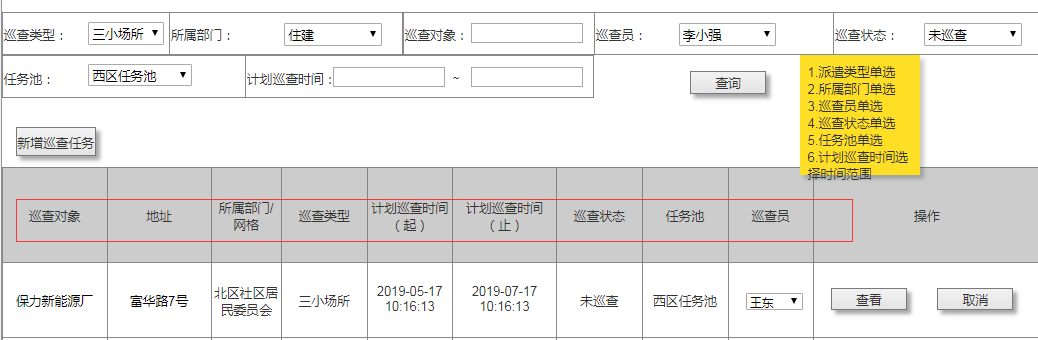 巡查类型： 三小场所 所属部门： 住建 巡查对象： 巡查员： 李小强 巡查状态： 未巡查
任务池： 西区任务池 计划巡查时间： ~ 查询
1.派遣类型单选
2.所属部门单选
3.巡查员单选
4.巡查状态单选
5.任务池单选
6.计划巡查时间选
择时间范围
新增巡查任务
巡查对象 地址 所属部门/ 巡查类型 计划巡查时间 计划巡查时间 巡查状态 任务池 巡查员 操作
网格 （起） （止）
保力新能源厂 富华路7号 北区社区居 三小场所 2019-05-17 2019-07-17 未巡查 西区任务池 王东 查看 取消
民委员会 10:16:13 10:16:13